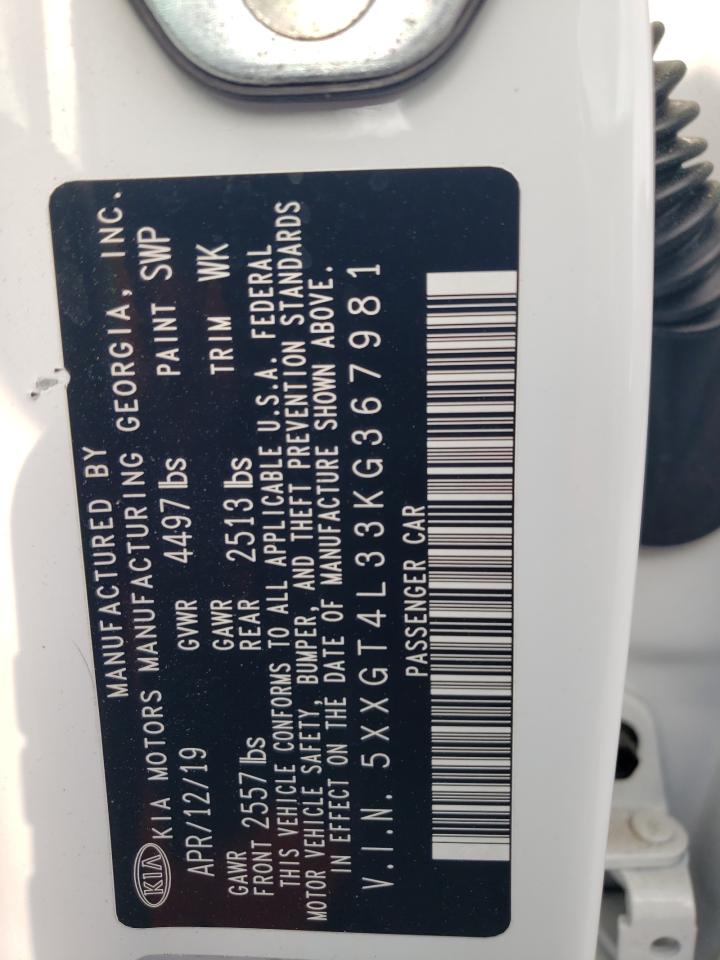 MANUFACTURED BY
KIA KIA MOTORS MANUFACTURING GEORGIA, INC.
APR/12/19 GVWR 4497 lbs PAINT SWP
GAWR FRONT 2557 lbs GAWR REAR 2513 lbs TRIM WK
THIS VEHICLE CONFORMS TO ALL APPLICABLE U.S.A. FEDERAL
MOTOR VEHICLE SAFETY, BUMPER, AND THEFT PREVENTION STANDARDS
IN EFFECT ON THE DATE OF MANUFACTURE SHOWN ABOVE.
V.I.N. 5XXGT4L33KG367981
PASSENGER CAR